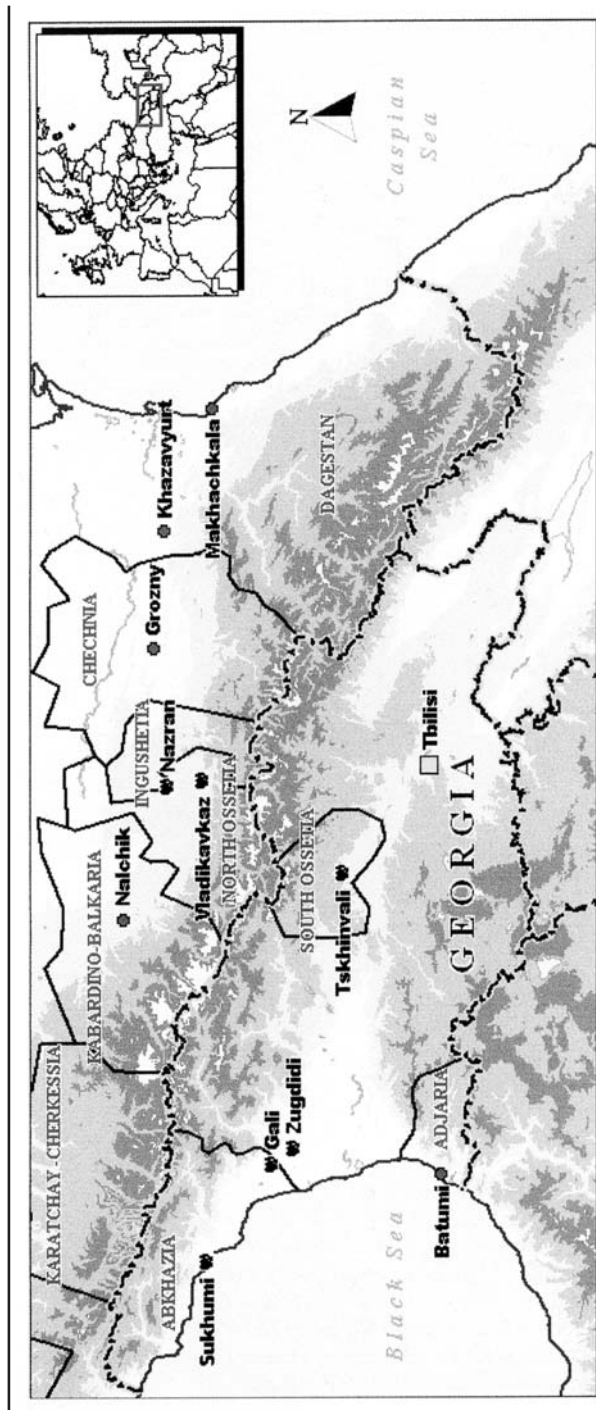 KARATCHAY-CHERKESSIA
KABARDINO-BALKARIA
Nalchik
CHECHNIA
Grozny
Khazavyurt
Makhachkala
INGUSHETIA
Nazran
Vladikavkaz
NORTH OSSETIA
SOUTH OSSETIA
Tskhinvali
DAGESTAN
ABKHAZIA
Sukhumi
Gali
Zugdidi
Black Sea
Batumi
ADJARIA
GEORGIA
Tbilisi
N
Caspian
Sea